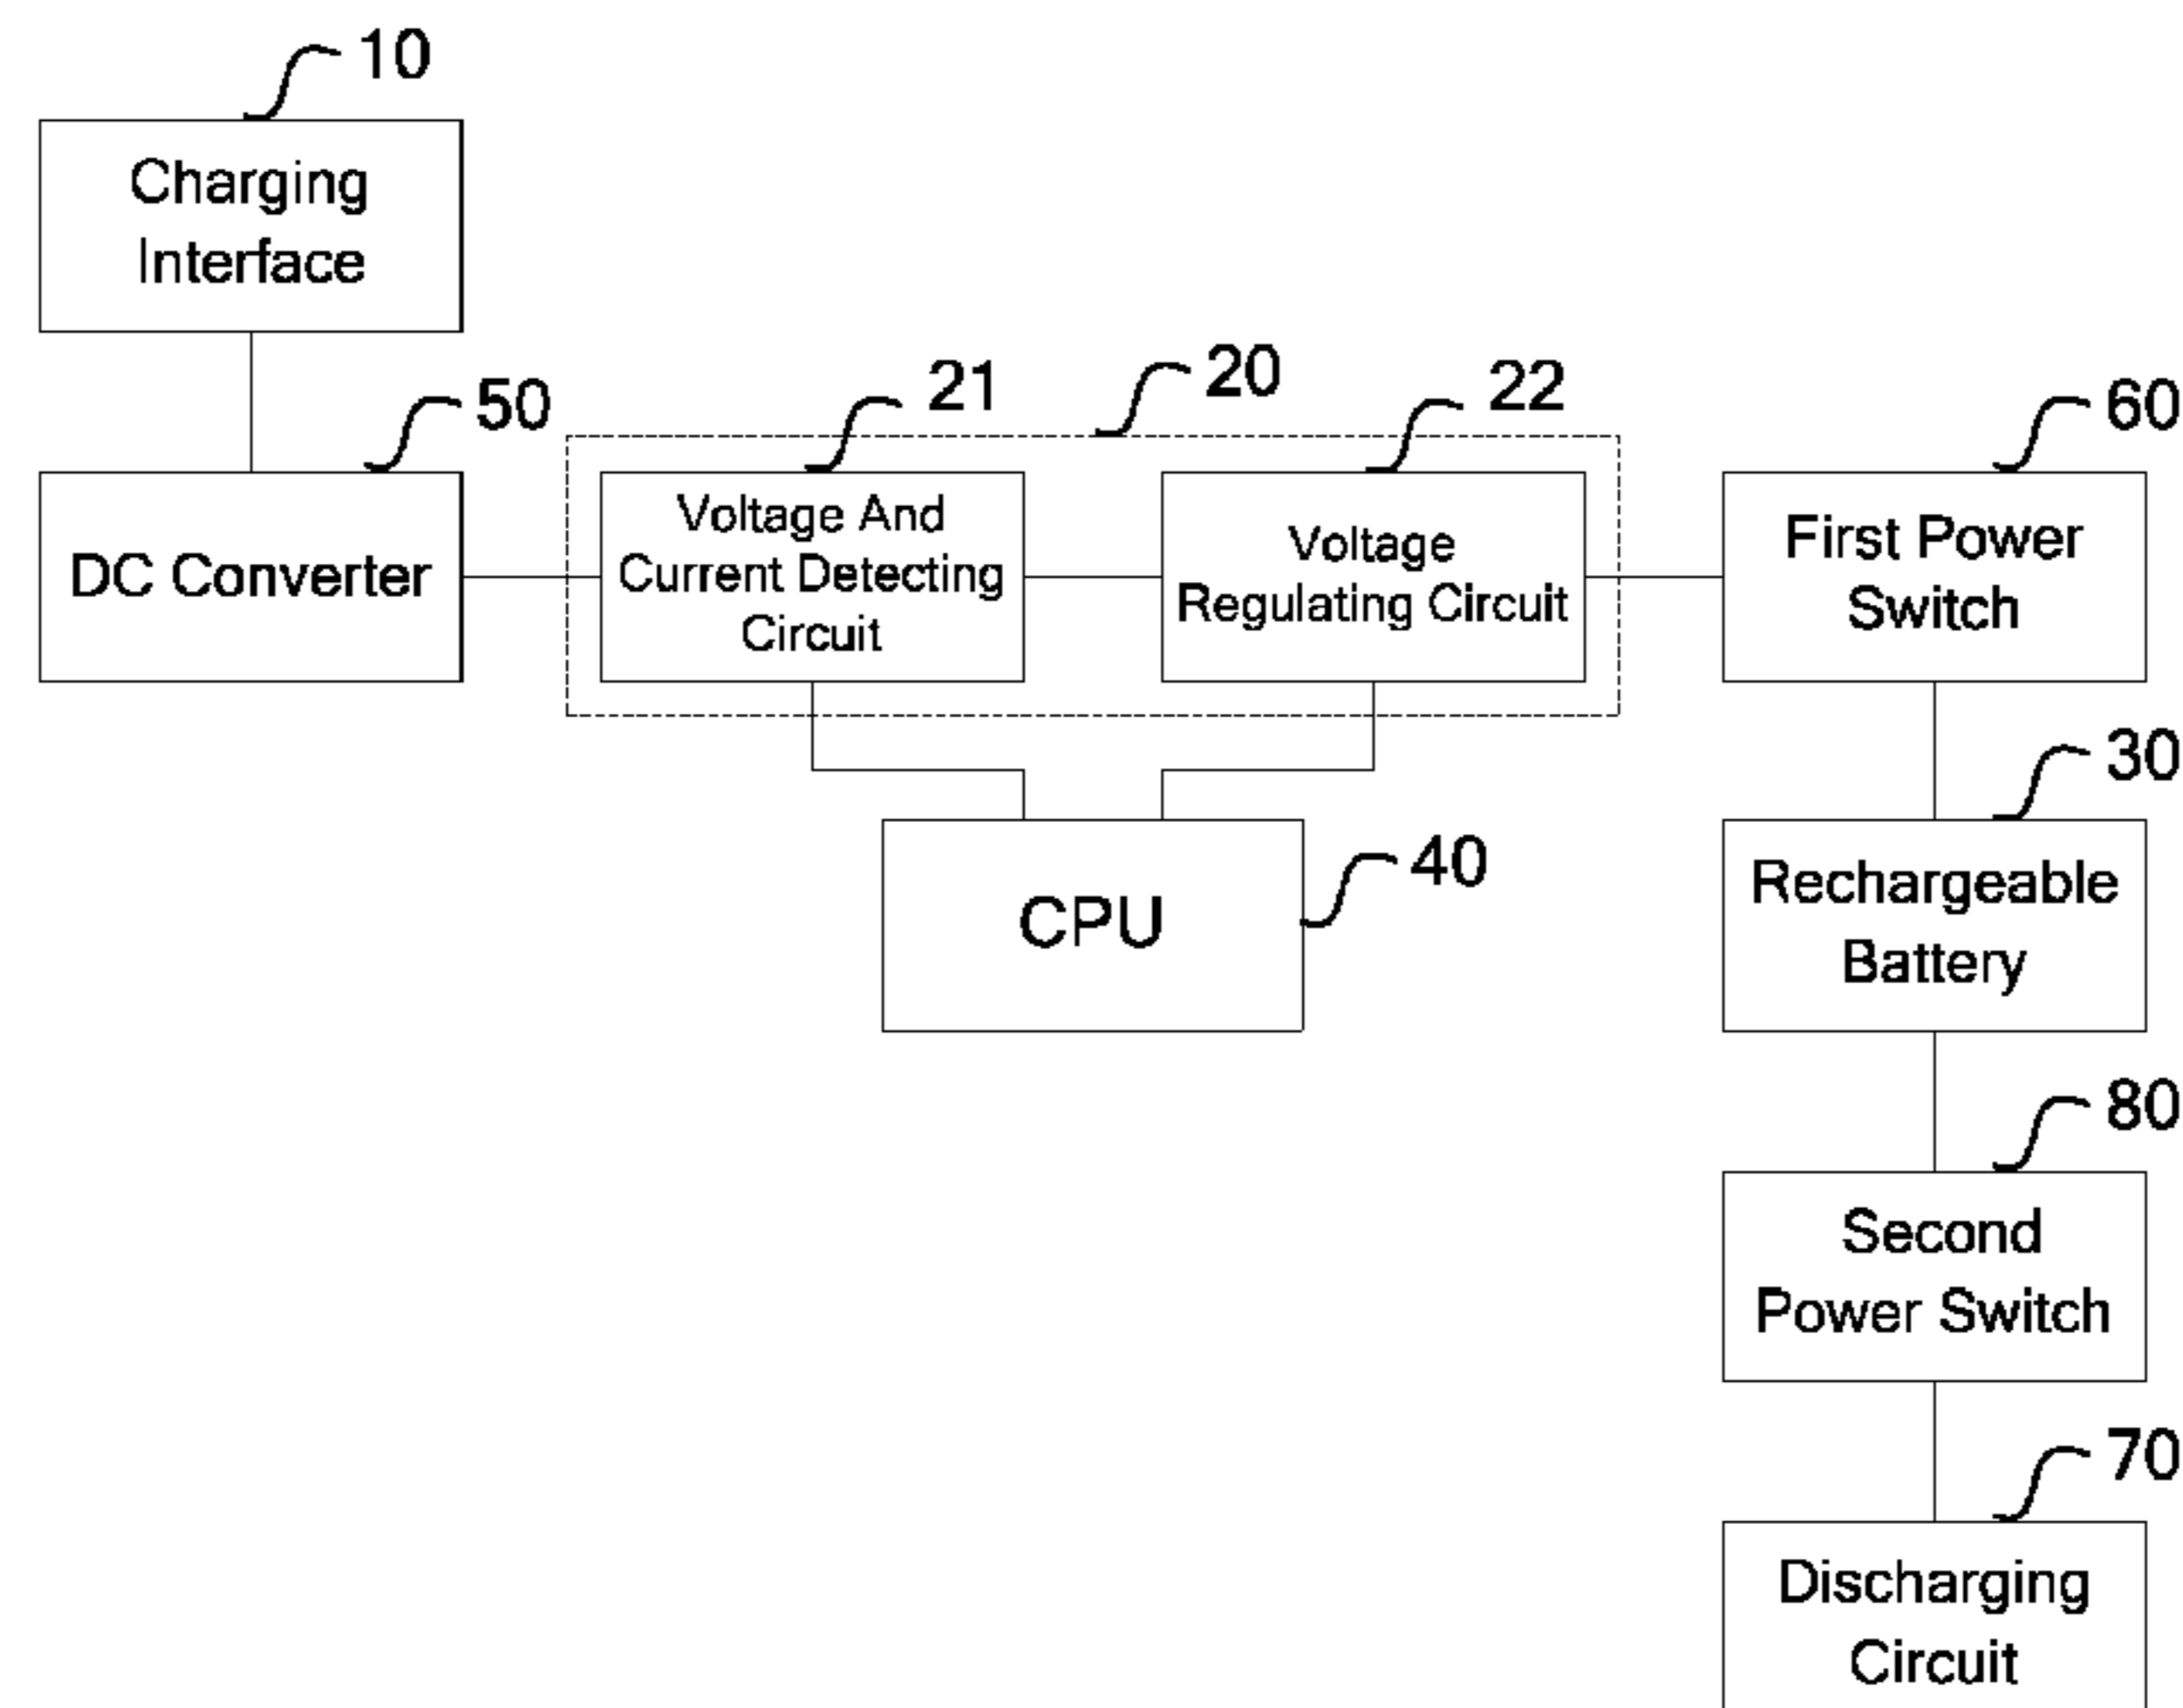 10
Charging
Interface
50
DC Converter
21
20
22
Voltage And
Current Detecting
Circuit
Voltage
Regulating Circuit
60
First Power
Switch
40
CPU
30
Rechargeable
Battery
80
Second
Power Switch
70
Discharging
Circuit